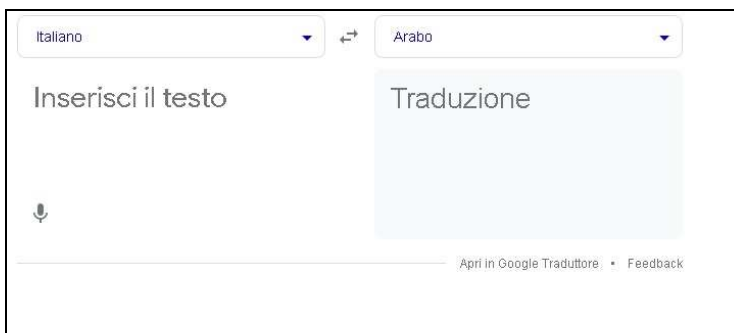 Italiano Arabo
Inserisci il testo Traduzione
Apri in Google Traduttore • Feedback